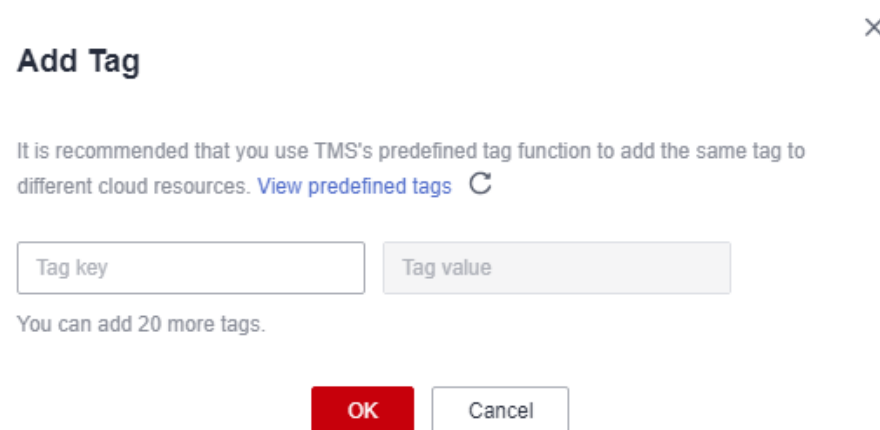 Add Tag
It is recommended that you use TMS's predefined tag function to add the same tag to
different cloud resources. View predefined tags
Tag key
Tag value
You can add 20 more tags.
OK
Cancel